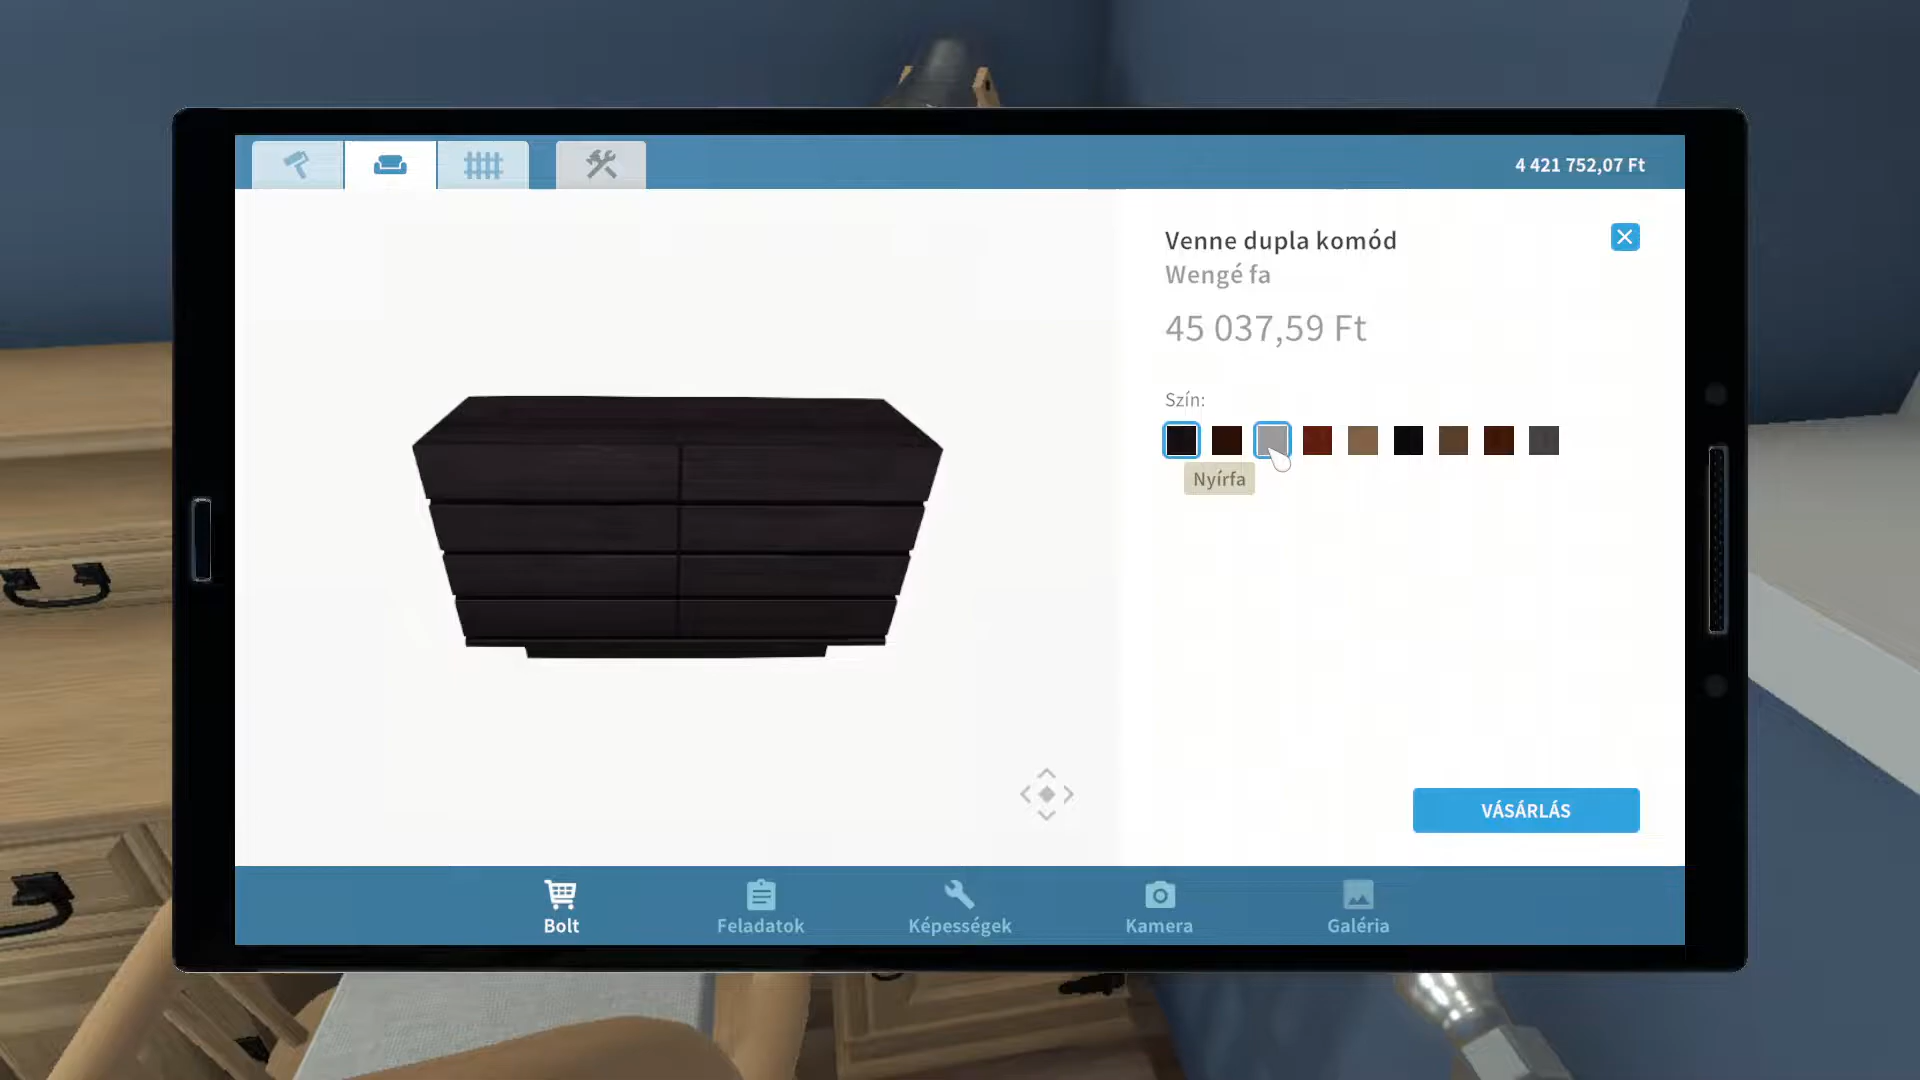 4 421 752,07 Ft
Venne dupla komód
Wengé fa
45 037,59 Ft
Szín:
Nyírfa
VÁSÁRLÁS
Bolt
Feladatok
Képességek
Kamera
Galéria